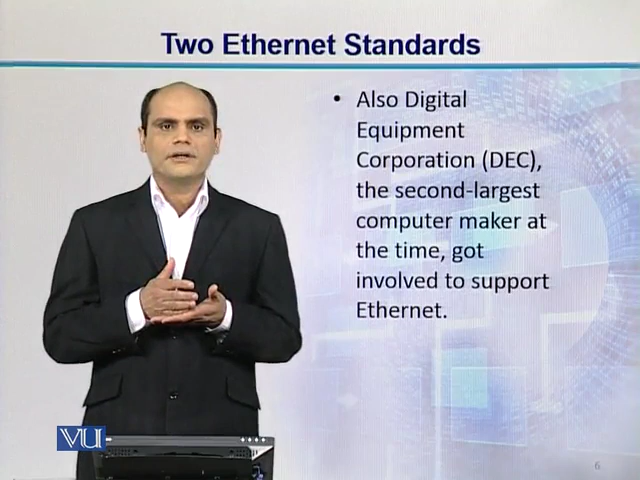 Two Ethernet Standards
• Also Digital
Equipment
Corporation (DEC),
the second-largest
computer maker at
the time, got
involved to support
Ethernet.
VU
6